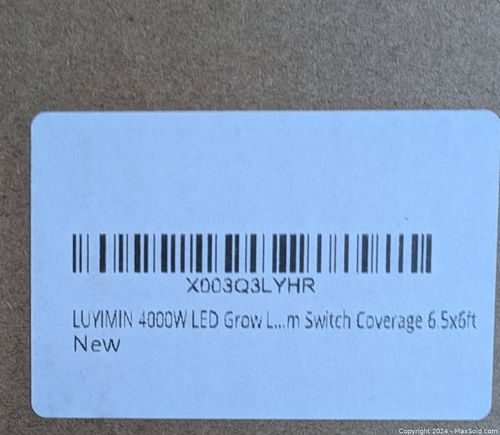 X003Q3LYHR
LUYIMIN 4000W LED Grow L...m Switch Coverage 6.5x6ft
New
Copyright 2024 - MaxSold.com